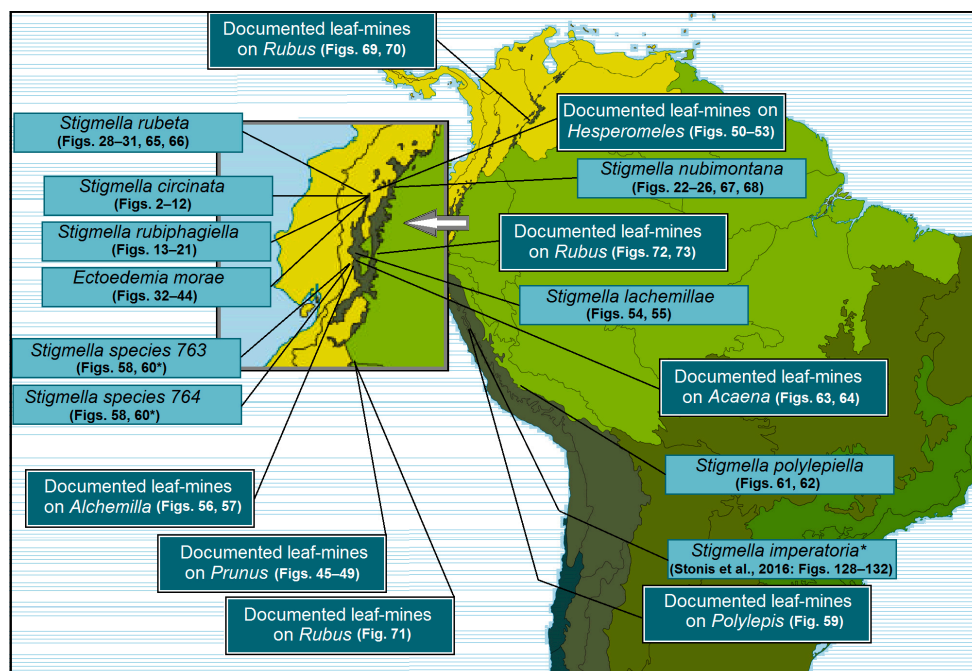 Documented leaf-mines
on Rubus (Figs. 69, 70)
Documented leaf-mines on
Hesperomeles (Figs. 50–53)
Stigmella rubeta
(Figs. 28–31, 65, 66)
Stigmella nubimontana
(Figs. 22–26, 67, 68)
Stigmella circinata
(Figs. 2–12)
Stigmella rubiphagiella
(Figs. 13–21)
Documented leaf-mines
on Rubus (Figs. 72, 73)
Ectoedemia morae
(Figs. 32–44)
Stigmella lachemillae
(Figs. 54, 55)
Stigmella species 763
(Figs. 58, 60*)
Stigmella species 764
(Figs. 58, 60*)
Documented leaf-mines
on Acaena (Figs. 63, 64)
Stigmella polylepiella
(Figs. 61, 62)
Documented leaf-mines
on Alchemilla (Figs. 56, 57)
Documented leaf-mines
on Prunus (Figs. 45–49)
Stigmella imperatoria*
(Stonis et al., 2016: Figs. 128–132)
Documented leaf-mines
on Rubus (Fig. 71)
Documented leaf-mines
on Polylepis (Fig. 59)